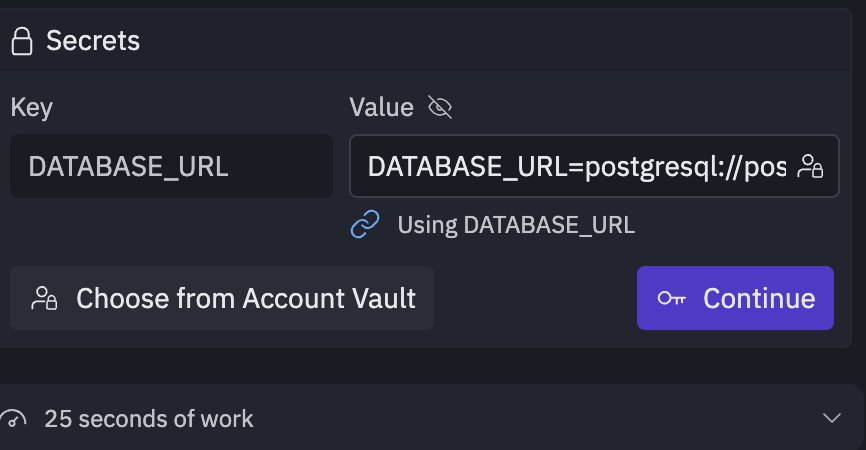 Secrets
Key
Value
DATABASE_URL
DATABASE_URL=postgresql://pos
Using DATABASE_URL
Choose from Account Vault
Continue
25 seconds of work